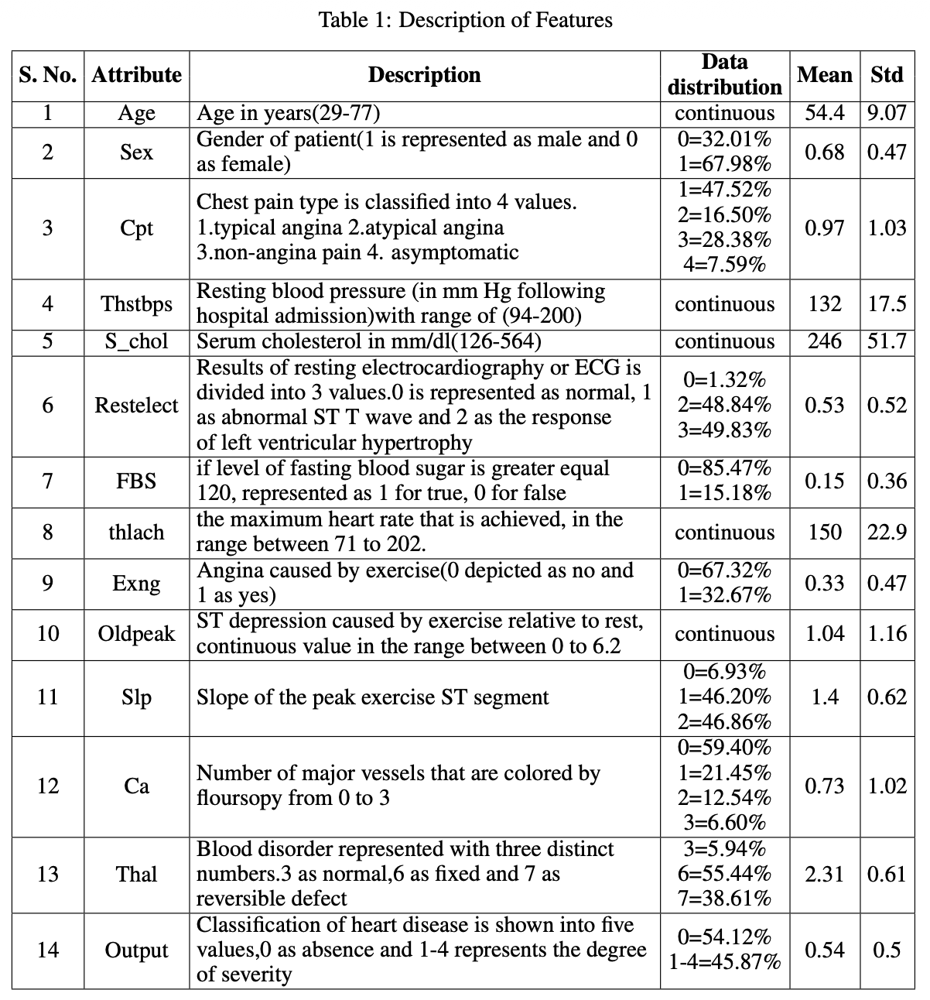 Table 1: Description of Features
S. No. Attribute Description Data distribution Mean Std
1 Age Age in years(29-77) continuous 54.4 9.07
2 Sex Gender of patient(1 is represented as male and 0
as female) 0=32.01%
1=67.98% 0.68 0.47
3 Cpt Chest pain type is classified into 4 values.
1.typical angina 2.atypical angina
3.non-angina pain 4. asymptomatic 1=47.52%
2=16.50%
3=28.38%
4=7.59% 0.97 1.03
4 Thstbps Resting blood pressure (in mm Hg following
hospital admission)with range of (94-200) continuous 132 17.5
5 S_chol Serum cholesterol in mm/dl(126-564) continuous 246 51.7
6 Restelect Results of resting electrocardiography or ECG is
divided into 3 values.0 is represented as normal, 1
as abnormal ST T wave and 2 as the response
of left ventricular hypertrophy 0=1.32%
2=48.84%
3=49.83% 0.53 0.52
7 FBS if level of fasting blood sugar is greater equal
120, represented as 1 for true, 0 for false 0=85.47%
1=15.18% 0.15 0.36
8 thlach the maximum heart rate that is achieved, in the
range between 71 to 202. continuous 150 22.9
9 Exng Angina caused by exercise(0 depicted as no and
1 as yes) 0=67.32%
1=32.67% 0.33 0.47
10 Oldpeak ST depression caused by exercise relative to rest,
continuous value in the range between 0 to 6.2 continuous 1.04 1.16
11 Slp Slope of the peak exercise ST segment 0=6.93%
1=46.20%
2=46.86% 1.4 0.62
12 Ca Number of major vessels that are colored by
floursopy from 0 to 3 0=59.40%
1=21.45%
2=12.54%
3=6.60% 0.73 1.02
13 Thal Blood disorder represented with three distinct
numbers.3 as normal,6 as fixed and 7 as
reversible defect 3=5.94%
6=55.44%
7=38.61% 2.31 0.61
14 Output Classification of heart disease is shown into five
values,0 as absence and 1-4 represents the degree
of severity 0=54.12%
1-4=45.87% 0.54 0.5